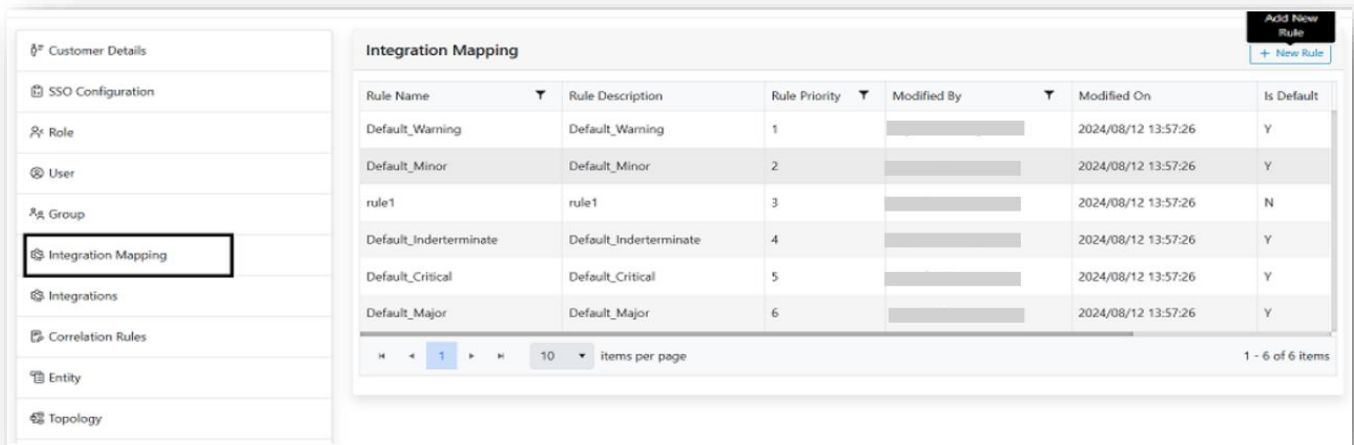 Add New
Rule
Customer Details
SSO Configuration
Role
User
Group
Integration Mapping
Integrations
Correlation Rules
Entity
Topology
Integration Mapping
+ New Rule
Rule Name Rule Description Rule Priority Modified By Modified On Is Default
Default_Warning Default_Warning 1 2024/08/12 13:57:26 Y
Default_Minor Default_Minor 2 2024/08/12 13:57:26 Y
rule1 rule1 3 2024/08/12 13:57:26 N
Default_Inderterminate Default_Inderterminate 4 2024/08/12 13:57:26 Y
Default_Critical Default_Critical 5 2024/08/12 13:57:26 Y
Default_Major Default_Major 6 2024/08/12 13:57:26 Y
1 10 items per page 1 - 6 of 6 items